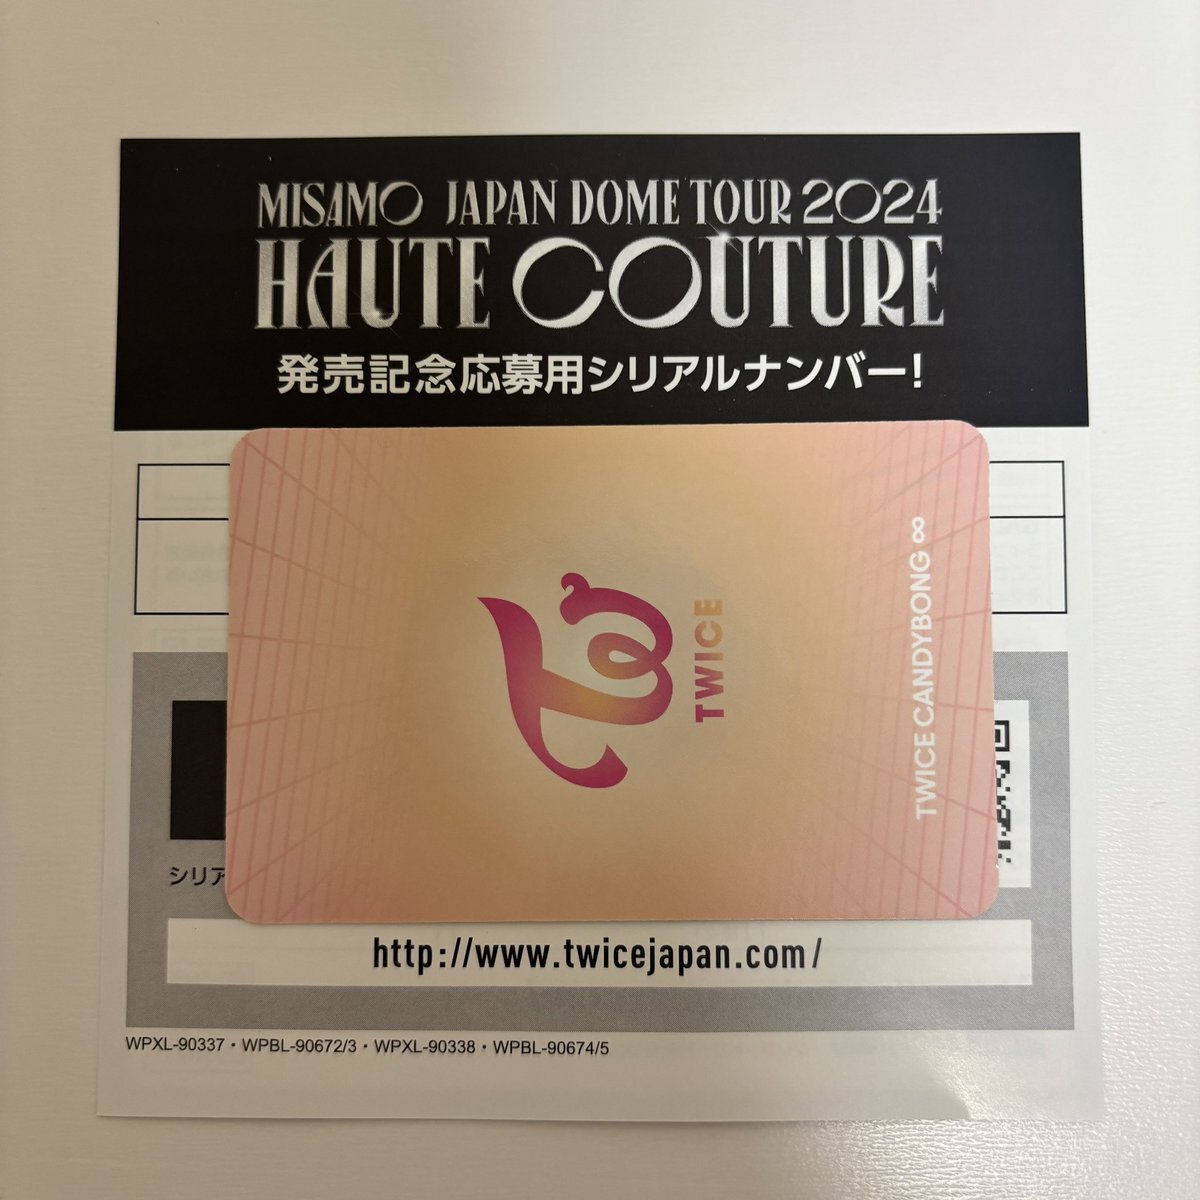 MISAMO JAPAN DOME TOUR 2024
HAUTE COUTURE
発売記念応募用シリアルナンバー!
TWICE
TWICE CANDYBONG ∞
シリア
http://www.twicejapan.com/
WPXL-90337・WPBL-90672/3・WPXL-90338・WPBL-90674/5